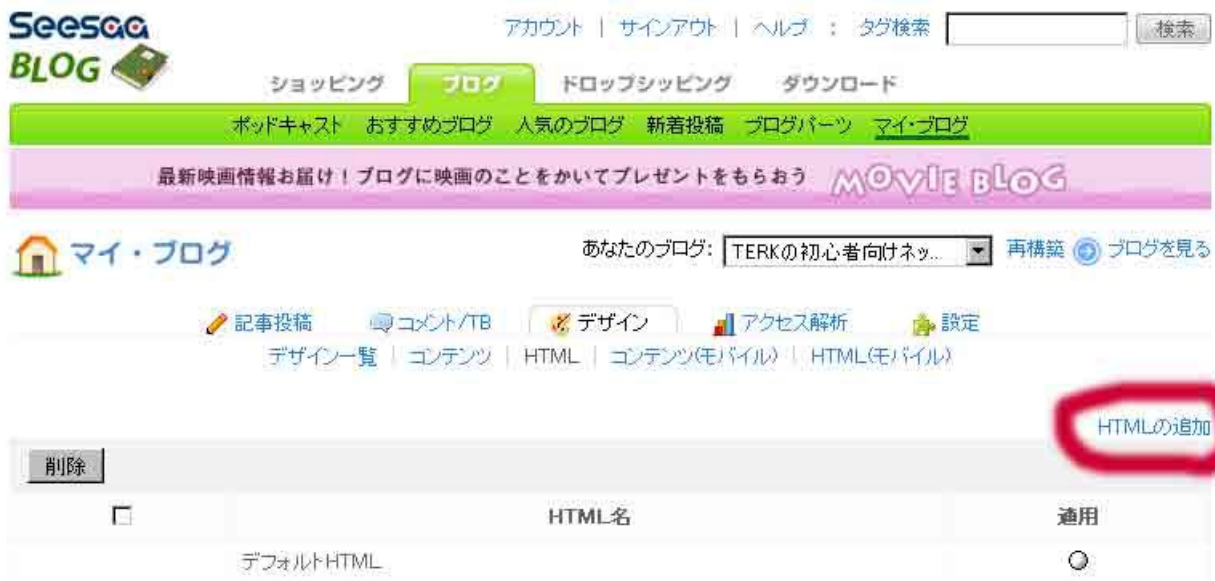 Seesaa
BLOG
アカウント | サインアウト | ヘルプ : タグ検索 検索
ショッピング ブログ ドロップシッピング ダウンロード
ポッドキャスト おすすめブログ 人気のブログ 新着投稿 ブログパーツ マイ・ブログ
最新映画情報お届け!ブログに映画のことをかいてプレゼントをもらおう MOVIE BLOG
マイ・ブログ あなたのブログ: TERKの初心者向けネッ... 再構築 ブログを見る
記事投稿 コメント/TB デザイン アクセス解析 設定
デザイン一覧 | コンテンツ | HTML | コンテンツ(モバイル) | HTML(モバイル)
HTMLの追加
削除
HTML名 適用
デフォルトHTML